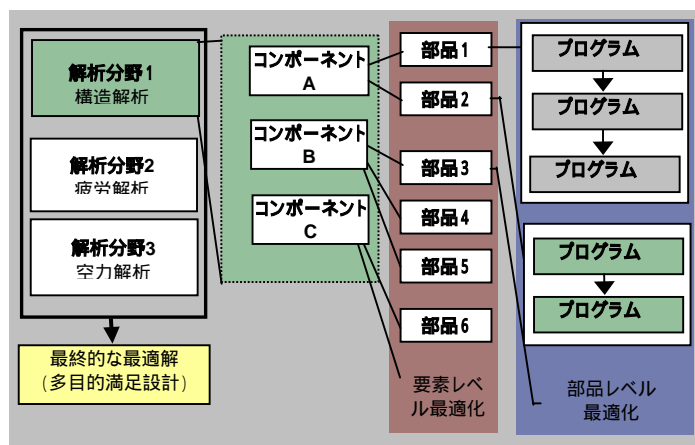 解析分野1
構造解析
解析分野2
疲労解析
解析分野3
空力解析
最終的な最適解
(多目的満足設計)
コンポーネント
A
コンポーネント
B
コンポーネント
C
部品1
部品2
部品3
部品4
部品5
部品6
要素レベ
ル最適化
プログラム
プログラム
プログラム
プログラム
プログラム
部品レベル
最適化